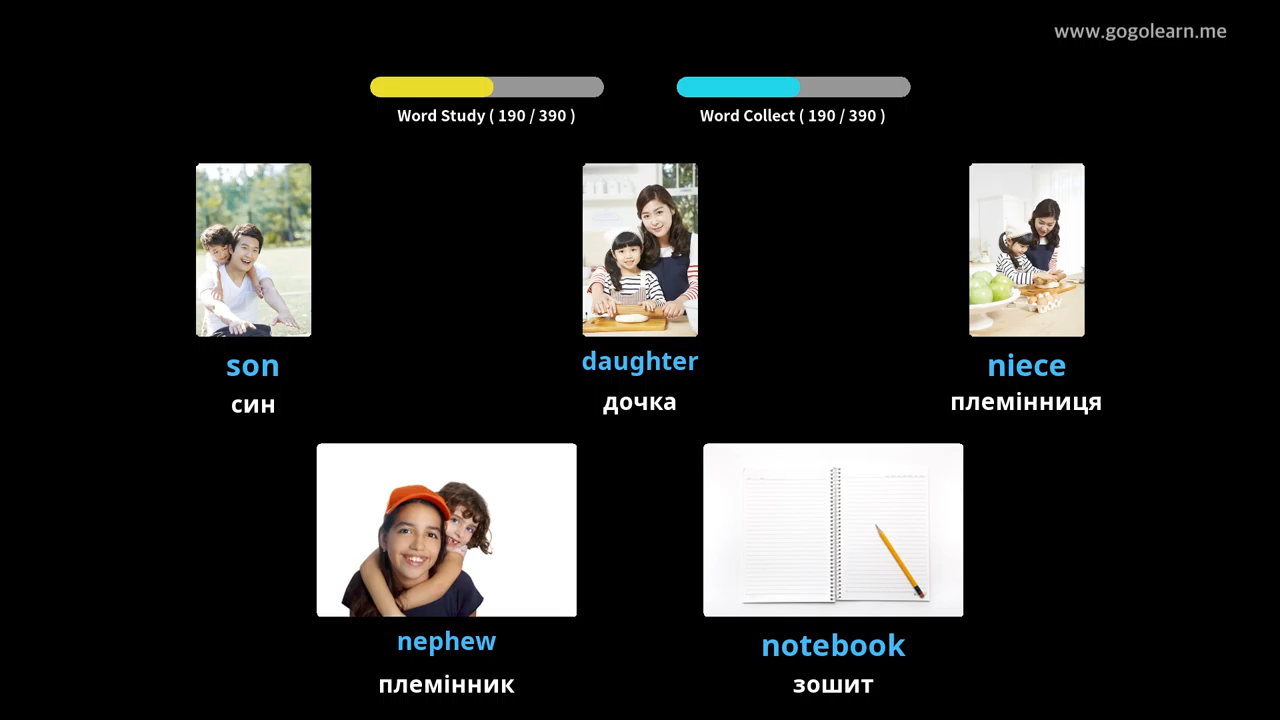 www.gogolearn.me
Word Study ( 190 / 390 )
Word Collect ( 190 / 390 )
son
син
daughter
дочка
niece
племінниця
nephew
племінник
notebook
зошит